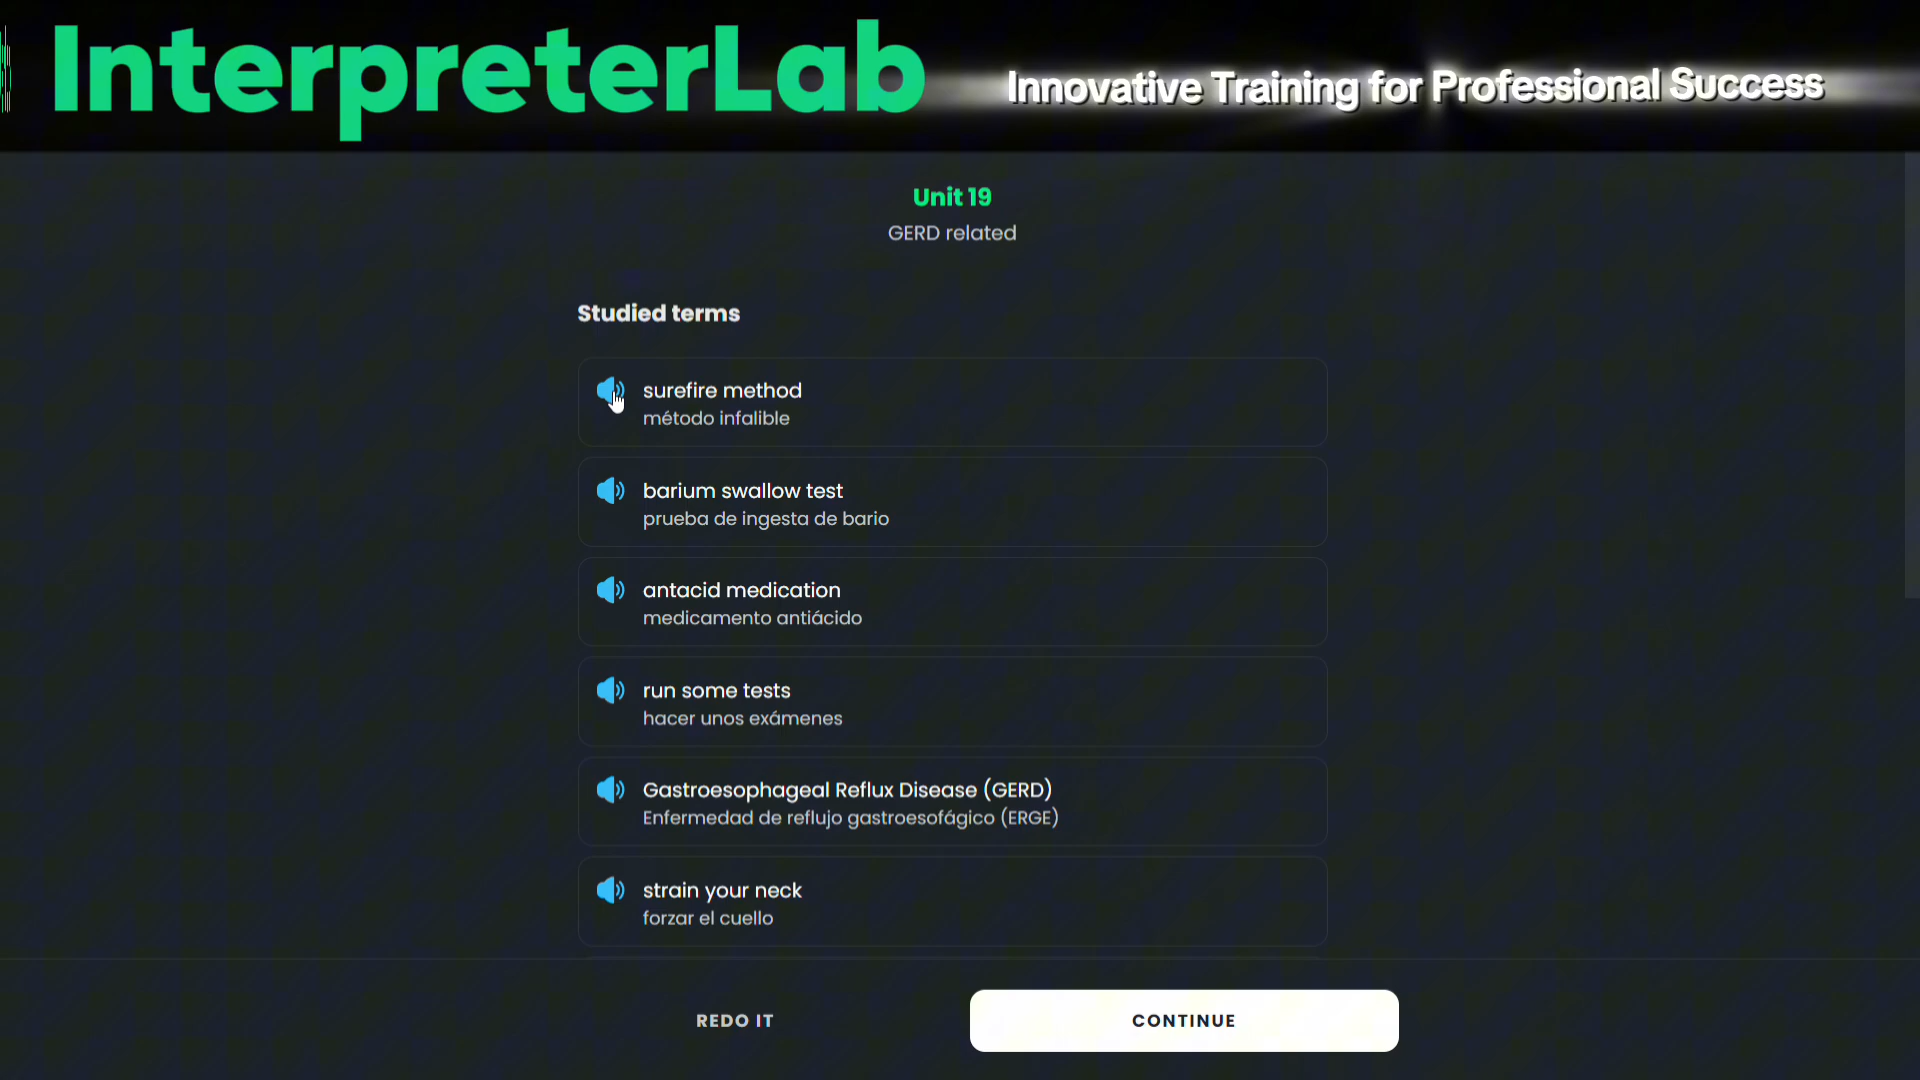 InterpreterLab
Innovative Training for Professional Success
Unit 19
GERD related
Studied terms
surefire method
método infalible
barium swallow test
prueba de ingesta de bario
antacid medication
medicamento antiácido
run some tests
hacer unos exámenes
Gastroesophageal Reflux Disease (GERD)
Enfermedad de reflujo gastroesofágico (ERGE)
strain your neck
forzar el cuello
REDO IT
CONTINUE